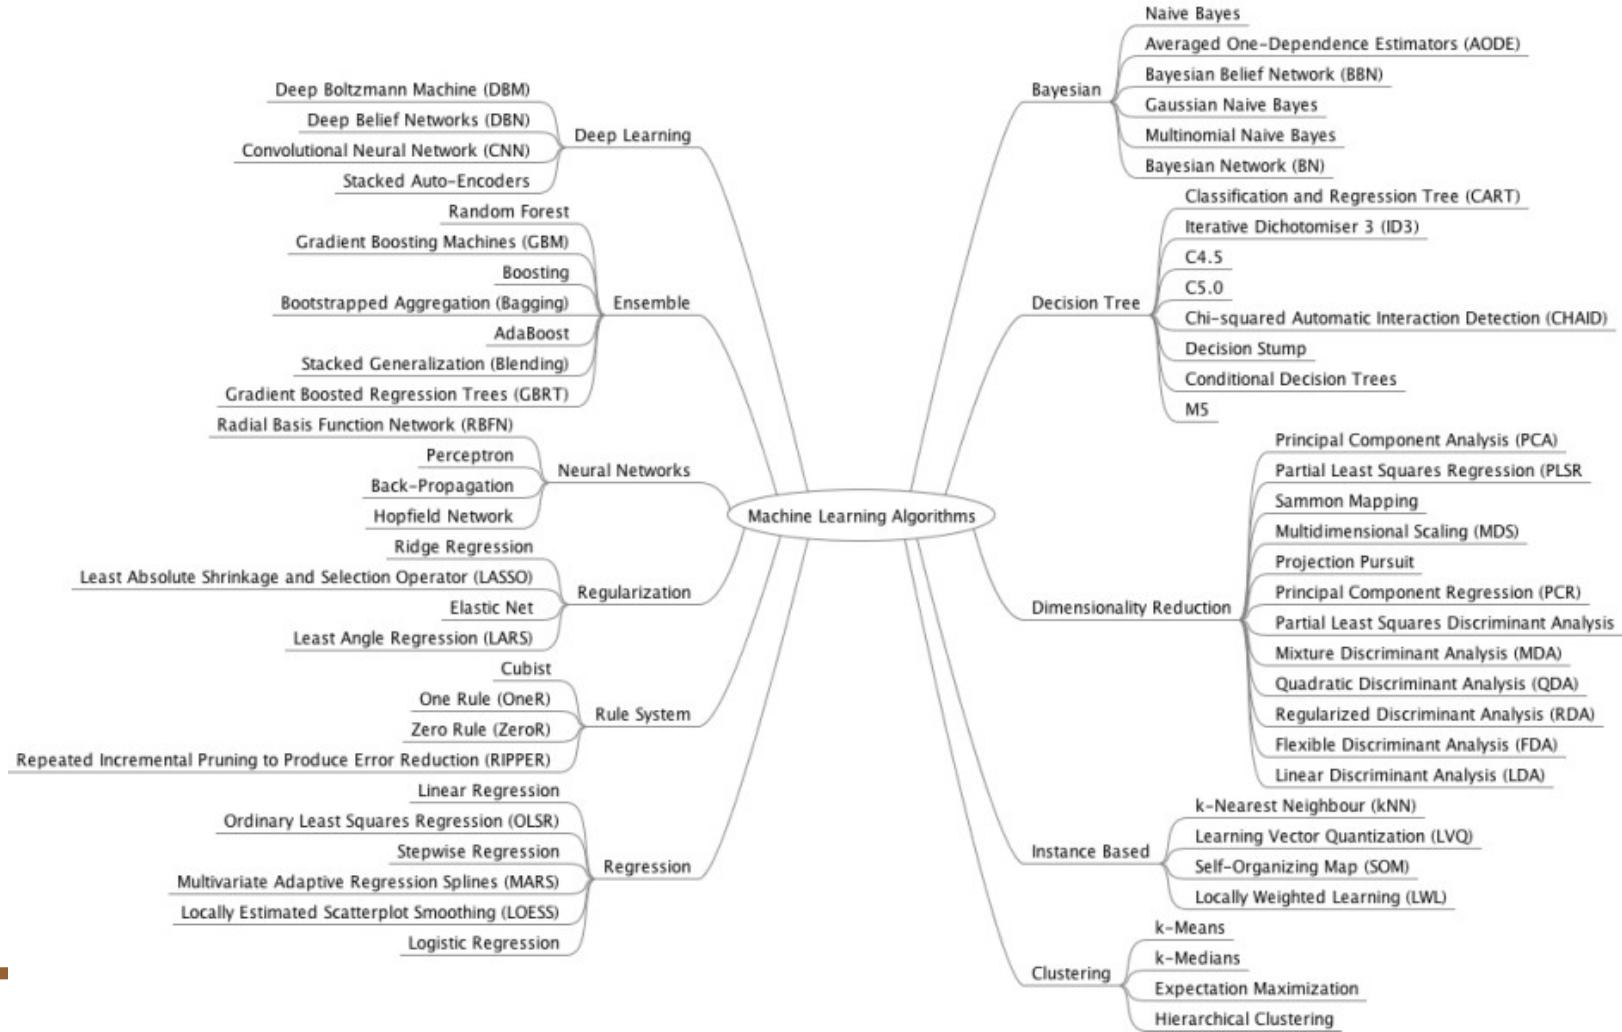 Machine Learning Algorithms
Deep Learning
Deep Boltzmann Machine (DBM)
Deep Belief Networks (DBN)
Convolutional Neural Network (CNN)
Stacked Auto-Encoders
Ensemble
Random Forest
Gradient Boosting Machines (GBM)
Boosting
Bootstrapped Aggregation (Bagging)
AdaBoost
Stacked Generalization (Blending)
Gradient Boosted Regression Trees (GBRT)
Neural Networks
Radial Basis Function Network (RBFN)
Perceptron
Back-Propagation
Hopfield Network
Regularization
Ridge Regression
Least Absolute Shrinkage and Selection Operator (LASSO)
Elastic Net
Least Angle Regression (LARS)
Rule System
Cubist
One Rule (OneR)
Zero Rule (ZeroR)
Repeated Incremental Pruning to Produce Error Reduction (RIPPER)
Regression
Linear Regression
Ordinary Least Squares Regression (OLSR)
Stepwise Regression
Multivariate Adaptive Regression Splines (MARS)
Locally Estimated Scatterplot Smoothing (LOESS)
Logistic Regression
Bayesian
Naive Bayes
Averaged One-Dependence Estimators (AODE)
Bayesian Belief Network (BBN)
Gaussian Naive Bayes
Multinomial Naive Bayes
Bayesian Network (BN)
Decision Tree
Classification and Regression Tree (CART)
Iterative Dichotomiser 3 (ID3)
C4.5
C5.0
Chi-squared Automatic Interaction Detection (CHAID)
Decision Stump
Conditional Decision Trees
M5
Dimensionality Reduction
Principal Component Analysis (PCA)
Partial Least Squares Regression (PLSR
Sammon Mapping
Multidimensional Scaling (MDS)
Projection Pursuit
Principal Component Regression (PCR)
Partial Least Squares Discriminant Analysis
Mixture Discriminant Analysis (MDA)
Quadratic Discriminant Analysis (QDA)
Regularized Discriminant Analysis (RDA)
Flexible Discriminant Analysis (FDA)
Linear Discriminant Analysis (LDA)
Instance Based
k-Nearest Neighbour (kNN)
Learning Vector Quantization (LVQ)
Self-Organizing Map (SOM)
Locally Weighted Learning (LWL)
Clustering
k-Means
k-Medians
Expectation Maximization
Hierarchical Clustering